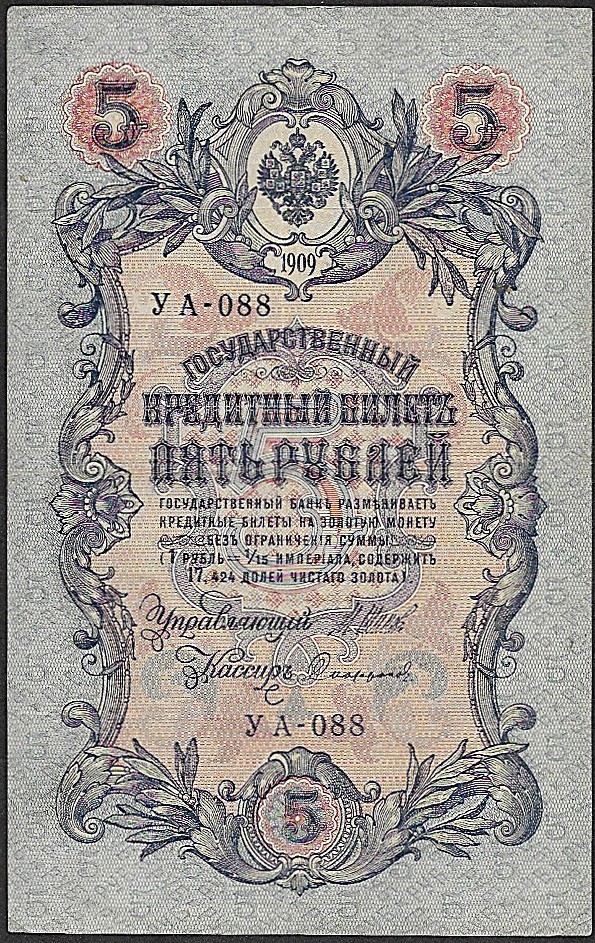 5 5
1909
УА-088
ГОСУДАРСТВЕННЫЙ
КРЕДИТНЫЙ БИЛЕТЪ
ПЯТЬ РУБЛЕЙ
ГОСУДАРСТВЕННЫЙ БАНКЪ РАЗМѢНИВАЕТЪ
КРЕДИТНЫЕ БИЛЕТЫ НА ЗОЛОТУЮ МОНЕТУ
БЕЗЪ ОГРАНИЧЕНІЯ СУММЫ
(1 РУБЛЬ = 1/15 ИМПЕРІАЛА, СОДЕРЖИТЪ
17,424 ДОЛЕЙ ЧИСТАГО ЗОЛОТА)
Управляющій
Кассиръ
УА-088
5